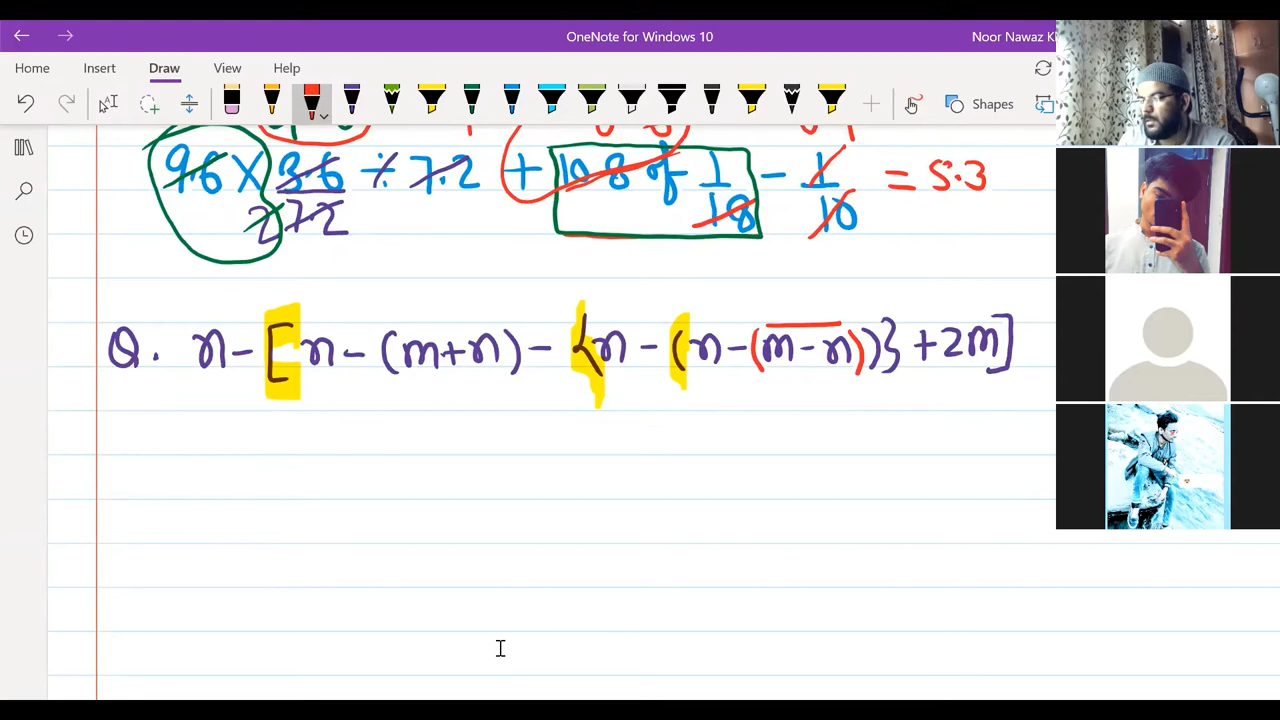 OneNote for Windows 10
Noor Nawaz K
Home Insert Draw View Help
Shapes
96 × 36/72 ÷ 7.2 + 108 of 1/18 - 1/10 = 5.3
2
Q. n - [n - (m+n) - {n - (n - (m-n))} + 2m]